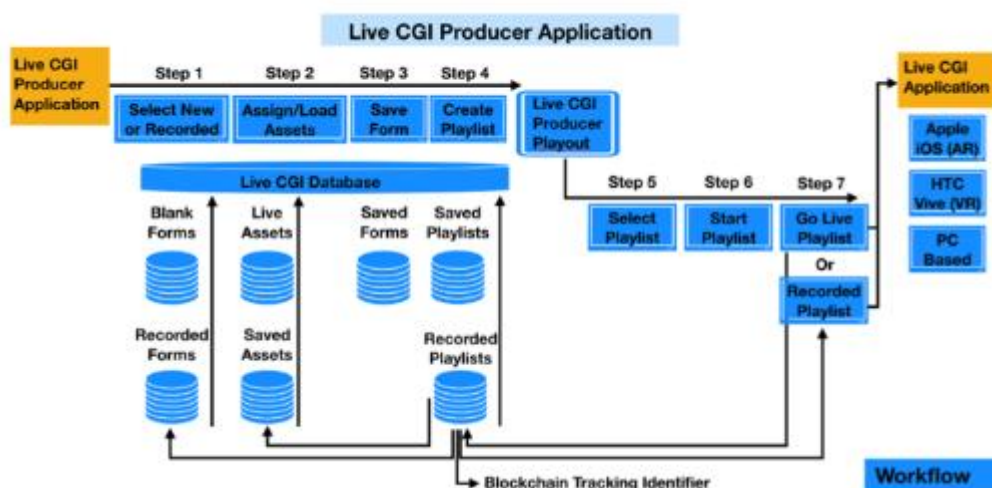 Live CGI Producer Application
Live CGI
Producer
Application
Step 1
Step 2
Step 3
Step 4
Select New
or Recorded
Assign/Load
Assets
Save
Form
Create
Playlist
Live CGI
Producer
Playout
Live CGI
Application
Apple
iOS (AR)
HTC
Vive (VR)
PC
Based
Step 5
Step 6
Step 7
Select
Playlist
Start
Playlist
Go Live
Playlist
Or
Recorded
Playlist
Live CGI Database
Blank
Forms
Live
Assets
Saved
Forms
Saved
Playlists
Recorded
Forms
Saved
Assets
Recorded
Playlists
Blockchain Tracking Identifier
Workflow